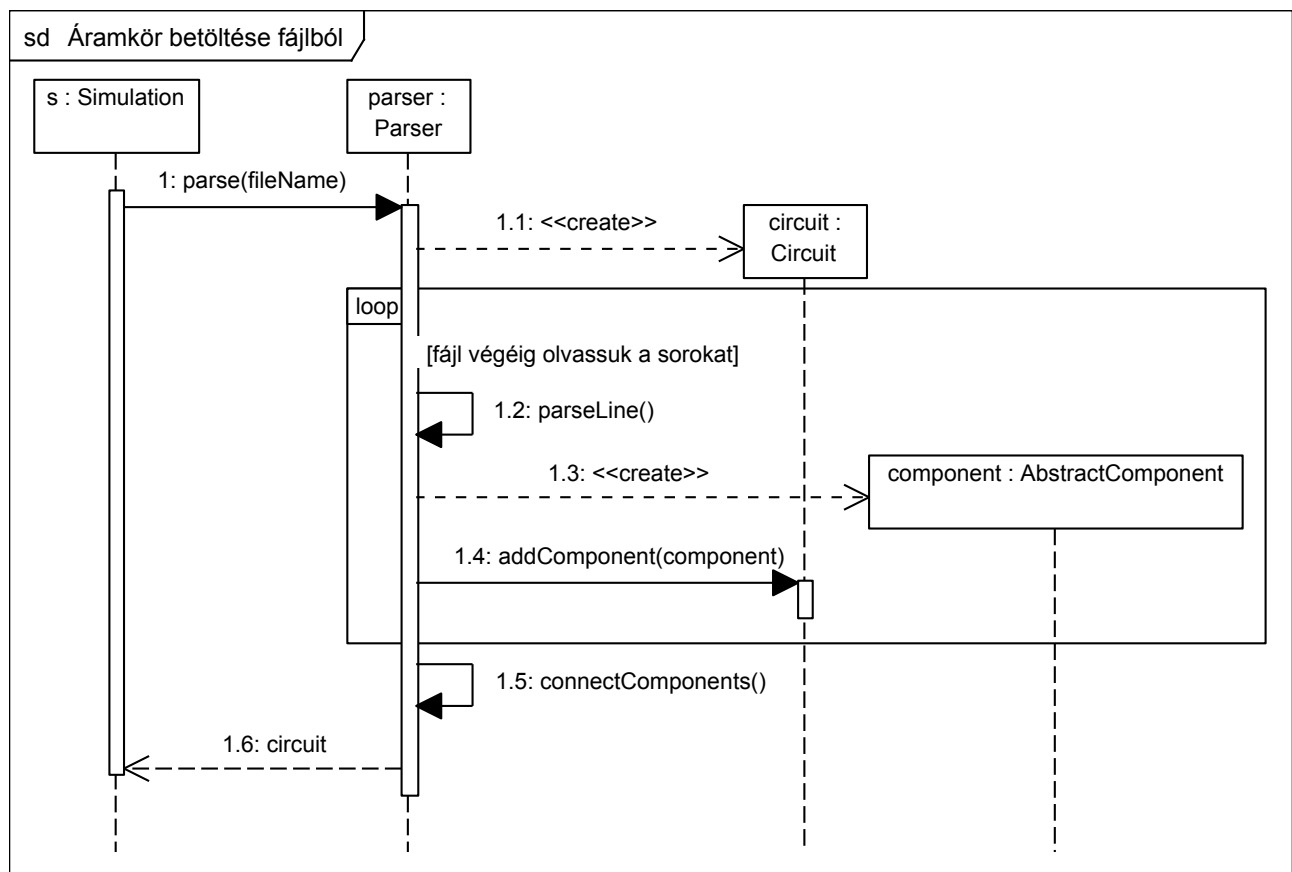 sd Áramkör betöltése fájlból
s : Simulation
parser :
Parser
1: parse(fileName)
1.1: <<create>>
circuit :
Circuit
loop
[fájl végéig olvassuk a sorokat]
1.2: parseLine()
1.3: <<create>>
component : AbstractComponent
1.4: addComponent(component)
1.5: connectComponents()
1.6: circuit